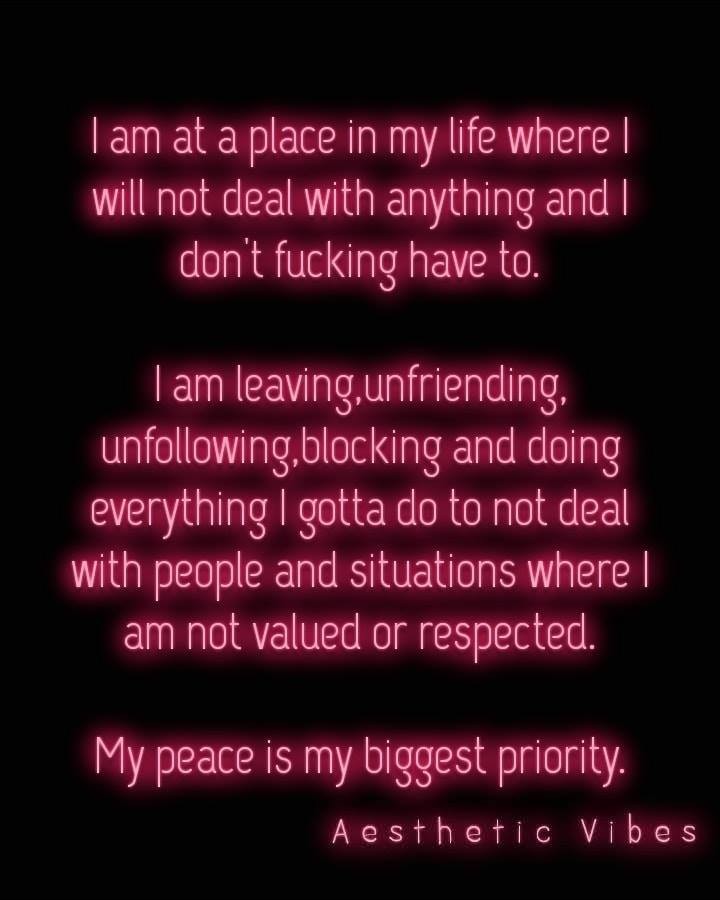 I am at a place in my life where I
will not deal with anything and I
don't fucking have to.
I am leaving,unfriending,
unfollowing,blocking and doing
everything I gotta do to not deal
with people and situations where I
am not valued or respected.
My peace is my biggest priority.
Aesthetic Vibes